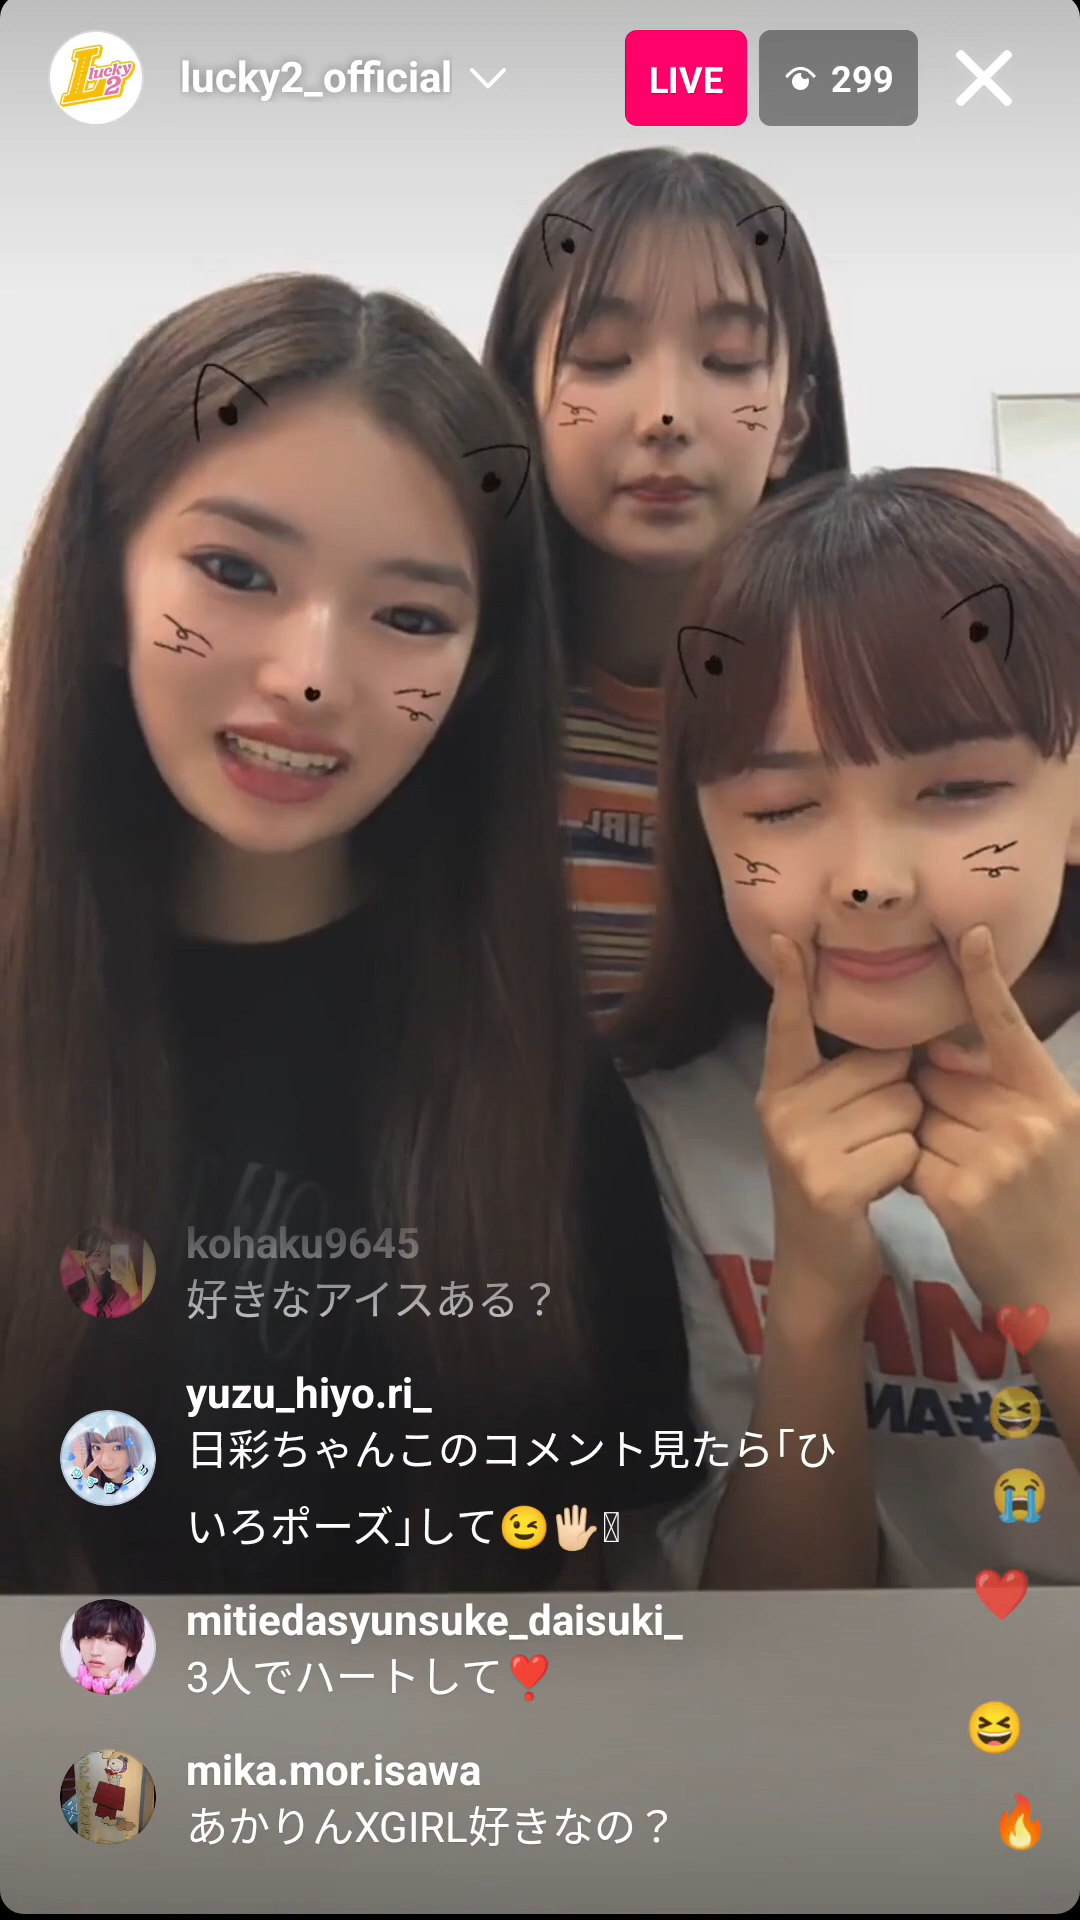 Lucky2
lucky2_official
LIVE
299
GIRL
kohaku9645
好きなアイスある？
yuzu_hiyo.ri_
日彩ちゃんこのコメント見たら｢ひ
いろポーズ｣して😉🖐🏻
mitiedasyunsuke_daisuki_
3人でハートして❣️
mika.mor.isawa
あかりんXGIRL好きなの？